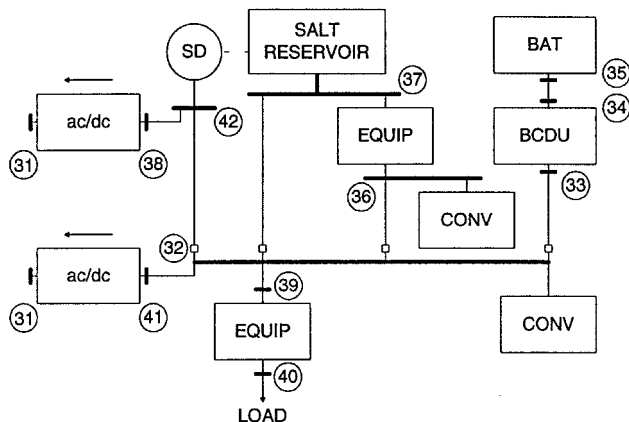 SD
SALT
RESERVOIR
BAT
37
35
34
ac/dc
42
EQUIP
BCDU
31
38
36
33
CONV
32
ac/dc
39
31
41
EQUIP
CONV
40
LOAD